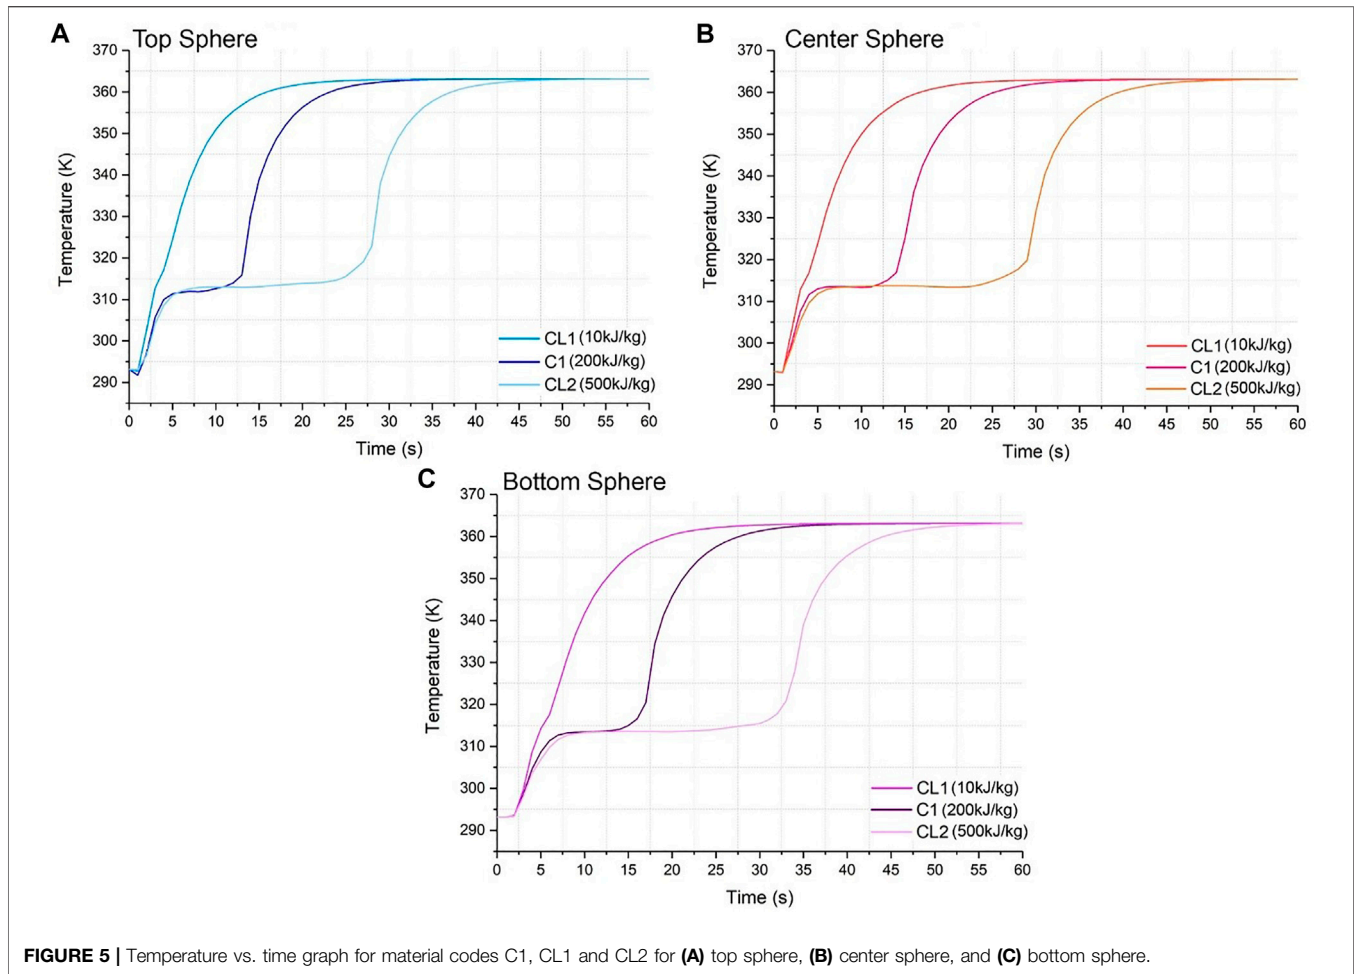 A
Top Sphere
370
360
350
340
330
320
310
300
290
Temperature (K)
CL1 (10kJ/kg)
C1 (200kJ/kg)
CL2 (500kJ/kg)
0 5 10 15 20 25 30 35 40 45 50 55 60
Time (s)
B
Center Sphere
370
360
350
340
330
320
310
300
290
Temperature (K)
CL1 (10kJ/kg)
C1 (200kJ/kg)
CL2 (500kJ/kg)
0 5 10 15 20 25 30 35 40 45 50 55 60
Time (s)
C
Bottom Sphere
370
360
350
340
330
320
310
300
290
Temperature (K)
CL1 (10kJ/kg)
C1 (200kJ/kg)
CL2 (500kJ/kg)
0 5 10 15 20 25 30 35 40 45 50 55 60
Time (s)
FIGURE 5 | Temperature vs. time graph for material codes C1, CL1 and CL2 for (A) top sphere, (B) center sphere, and (C) bottom sphere.